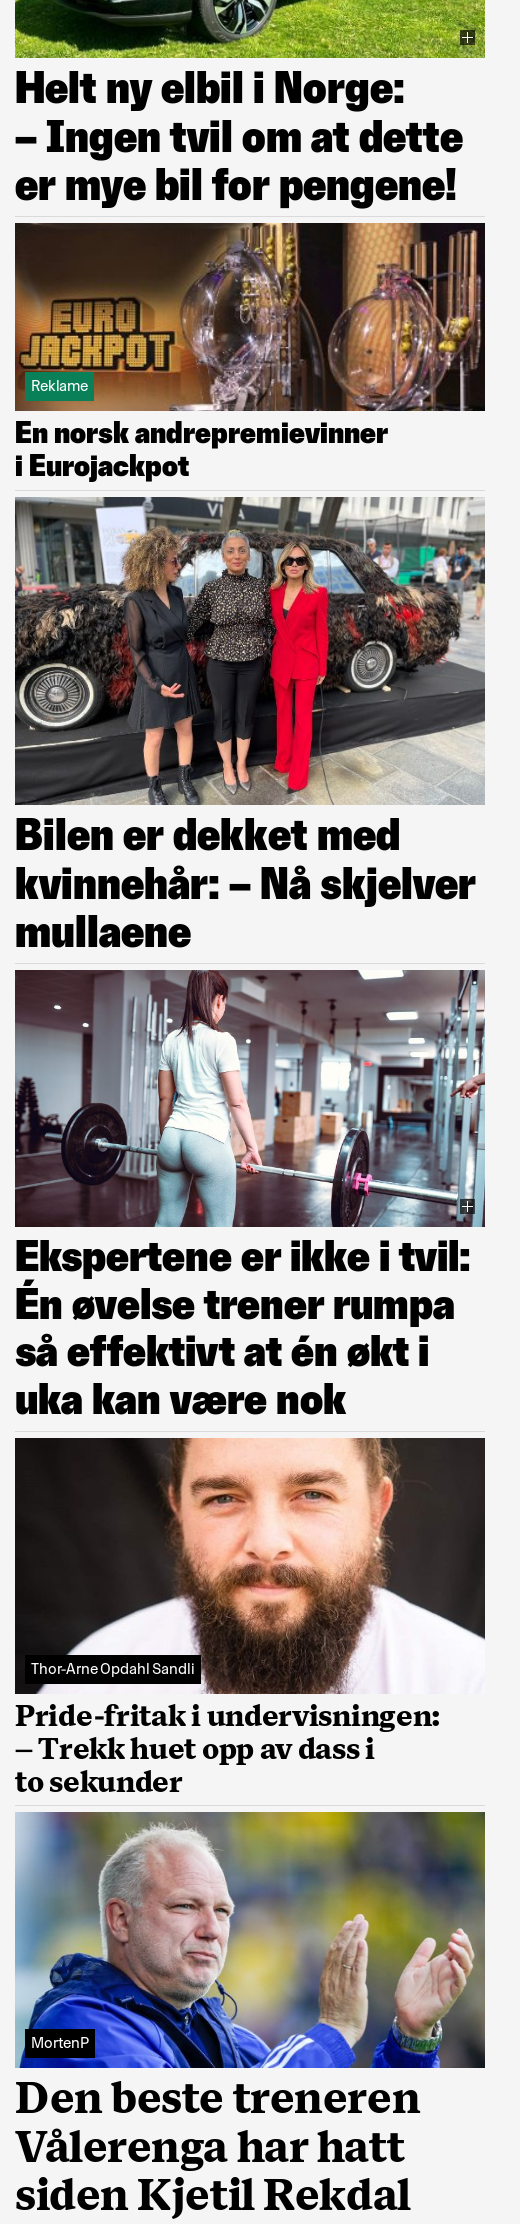 Helt ny elbil i Norge:
– Ingen tvil om at dette
er mye bil for pengene!
EURO
JACKPOT
Reklame
En norsk andrepremievinner
i Eurojackpot
Bilen er dekket med
kvinnehår: – Nå skjelver
mullaene
Ekspertene er ikke i tvil:
Én øvelse trener rumpa
så effektivt at én økt i
uka kan være nok
Thor-Arne Opdahl Sandli
Pride-fritak i undervisningen:
– Trekk huet opp av dass i
to sekunder
MortenP
Den beste treneren
Vålerenga har hatt
siden Kjetil Rekdal